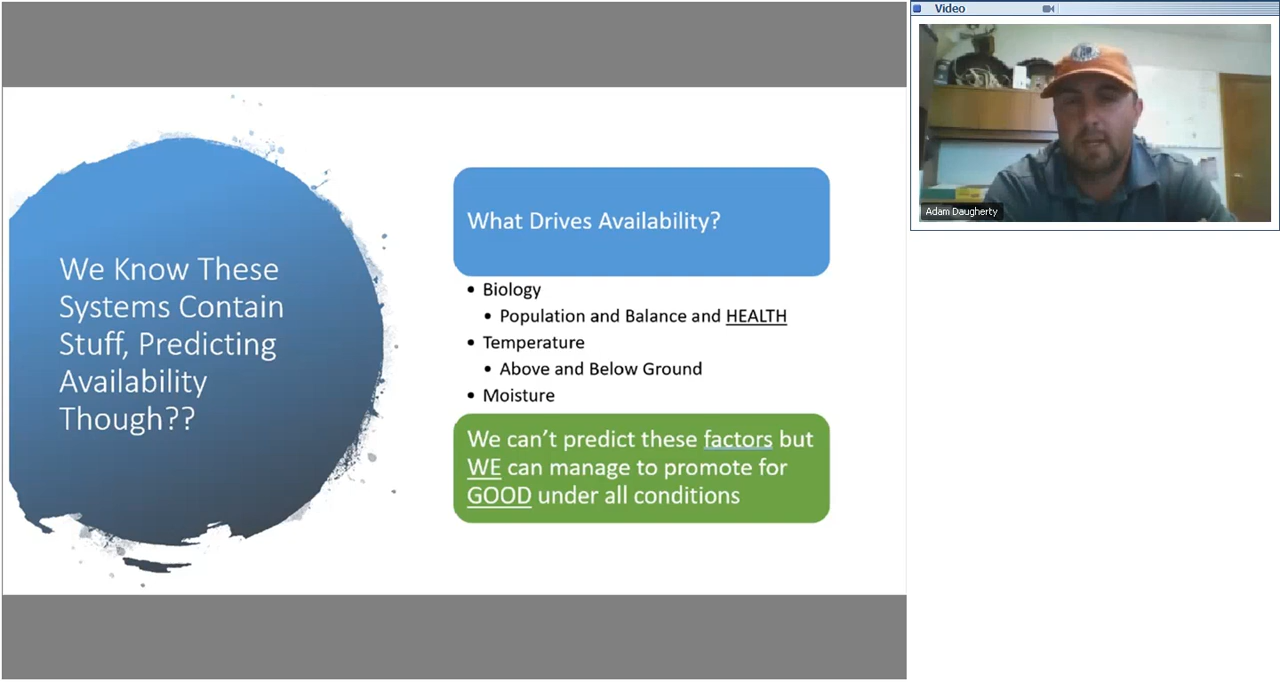 We Know These
Systems Contain
Stuff, Predicting
Availability
Though??
What Drives Availability?
• Biology
• Population and Balance and HEALTH
• Temperature
• Above and Below Ground
• Moisture
We can’t predict these factors but
WE can manage to promote for
GOOD under all conditions
Video
Adam Daugherty